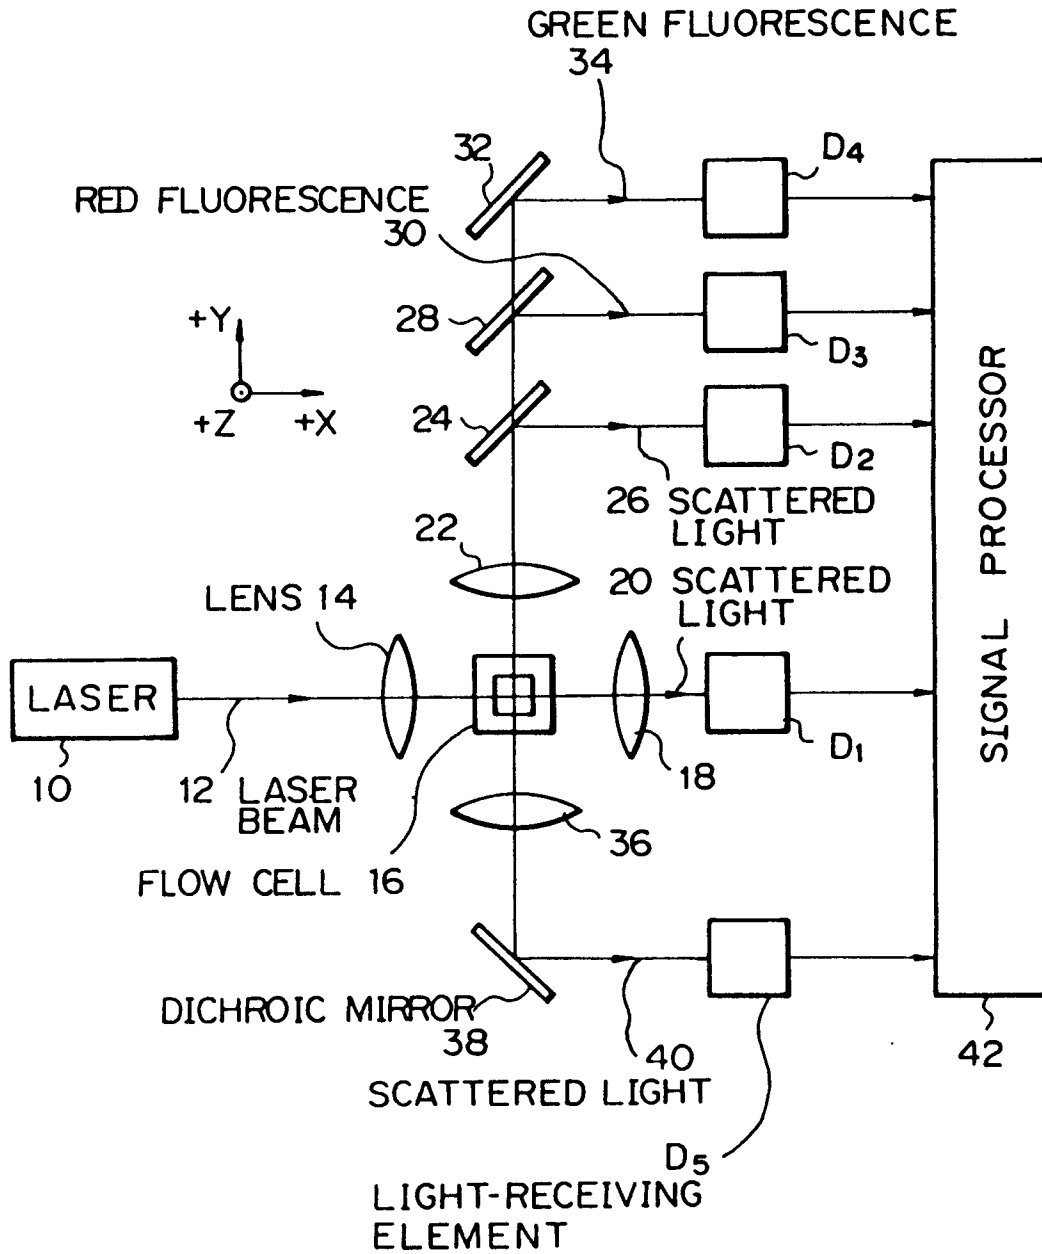 GREEN FLUORESCENCE
34
32
D4
RED FLUORESCENCE
30
28
D3
+Y
+Z
+X
24
D2
26 SCATTERED
LIGHT
22
20 SCATTERED
LIGHT
LENS 14
LASER
10
12 LASER
BEAM
18
D1
36
FLOW CELL 16
SIGNAL PROCESSOR
DICHROIC MIRROR
38
40
42
SCATTERED LIGHT
D5
LIGHT-RECEIVING
ELEMENT